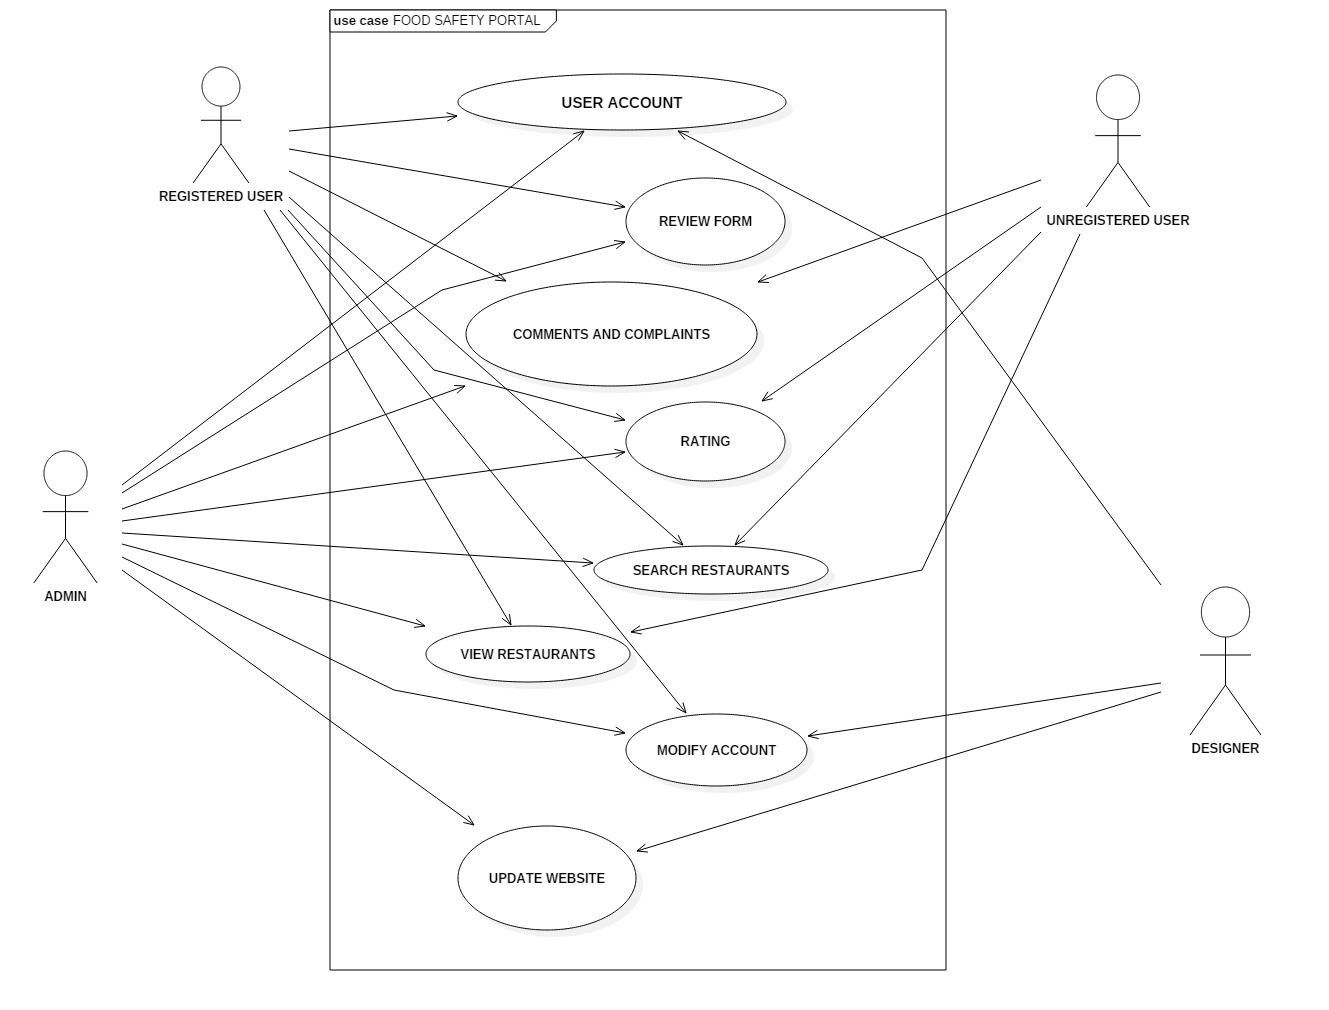 use case FOOD SAFETY PORTAL
USER ACCOUNT
REGISTERED USER
REVIEW FORM
UNREGISTERED USER
COMMENTS AND COMPLAINTS
RATING
SEARCH RESTAURANTS
ADMIN
VIEW RESTAURANTS
MODIFY ACCOUNT
DESIGNER
UPDATE WEBSITE